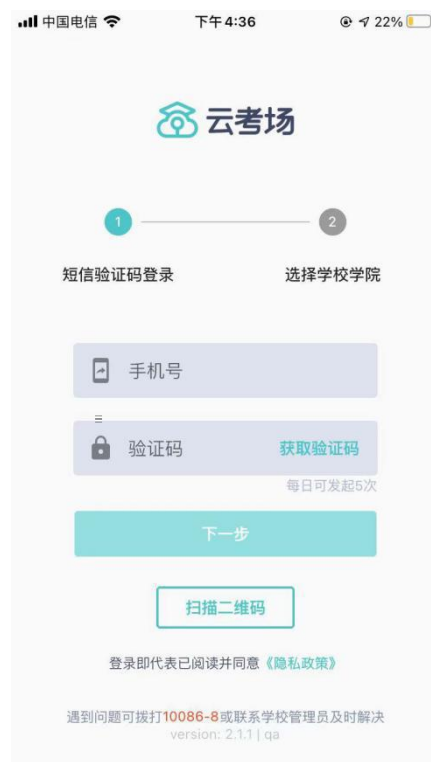 中国电信 下午4:36 22%
云考场
1 2
短信验证码登录 选择学校学院
手机号
验证码 获取验证码
每日可发起5次
下一步
扫描二维码
登录即代表已阅读并同意《隐私政策》
遇到问题可拨打10086-8或联系学校管理员及时解决
version: 2.1.1 | qa